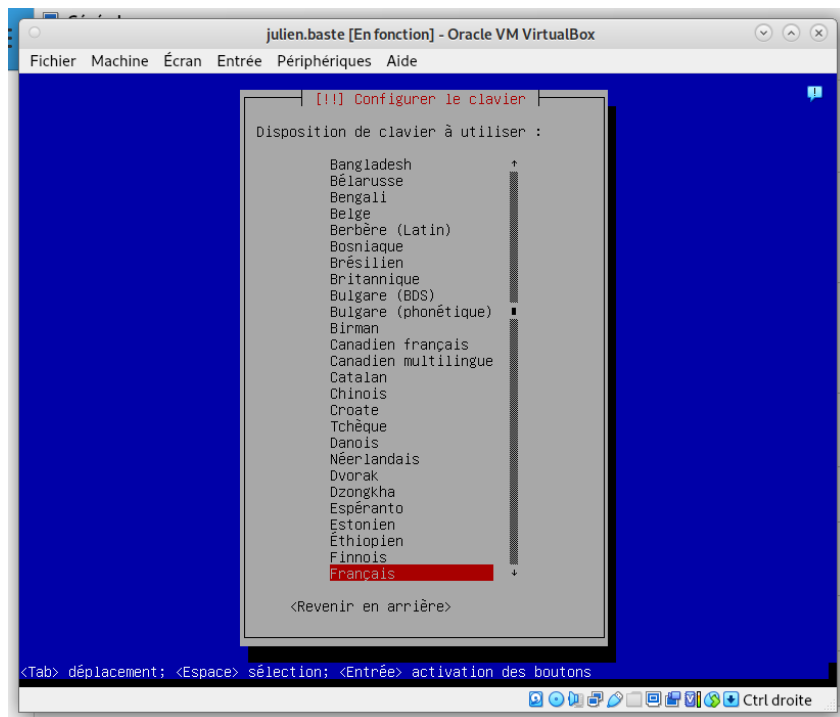 julien.baste [En fonction] - Oracle VM VirtualBox
Fichier Machine Écran Entrée Périphériques Aide
[!!] Configurer le clavier
Disposition de clavier à utiliser :
Bangladesh
Bélarusse
Bengali
Belge
Berbère (Latin)
Bosniaque
Brésilien
Britannique
Bulgare (BDS)
Bulgare (phonétique)
Birman
Canadien français
Canadien multilingue
Catalan
Chinois
Croate
Tchèque
Danois
Néerlandais
Dvorak
Dzongkha
Espéranto
Estonien
Éthiopien
Finnois
Français
<Revenir en arrière>
<Tab> déplacement; <Espace> sélection; <Entrée> activation des boutons
Ctrl droite